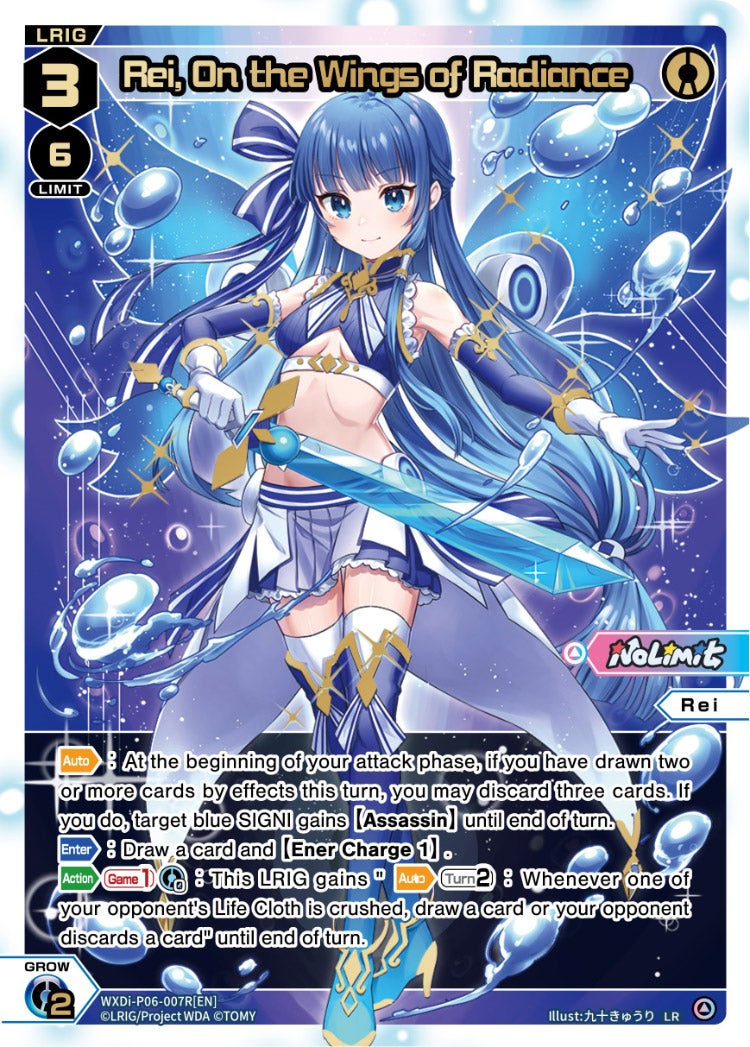 LRIG
3
Rei, On the Wings of Radiance
6
LIMIT
NoLimit
Rei
Auto : At the beginning of your attack phase, if you have drawn two
or more cards by effects this turn, you may discard three cards. If
you do, target blue SIGNI gains 【Assassin】 until end of turn.
Enter : Draw a card and 【Ener Charge 1】.
Action Game 1 0 : This LRIG gains " Auto Turn 2 : Whenever one of
your opponent's Life Cloth is crushed, draw a card or your opponent
discards a card" until end of turn.
GROW
2
WXDi-P06-007R[EN]
©LRIG/Project WDA ©TOMY
Illust:九十きゅうり LR